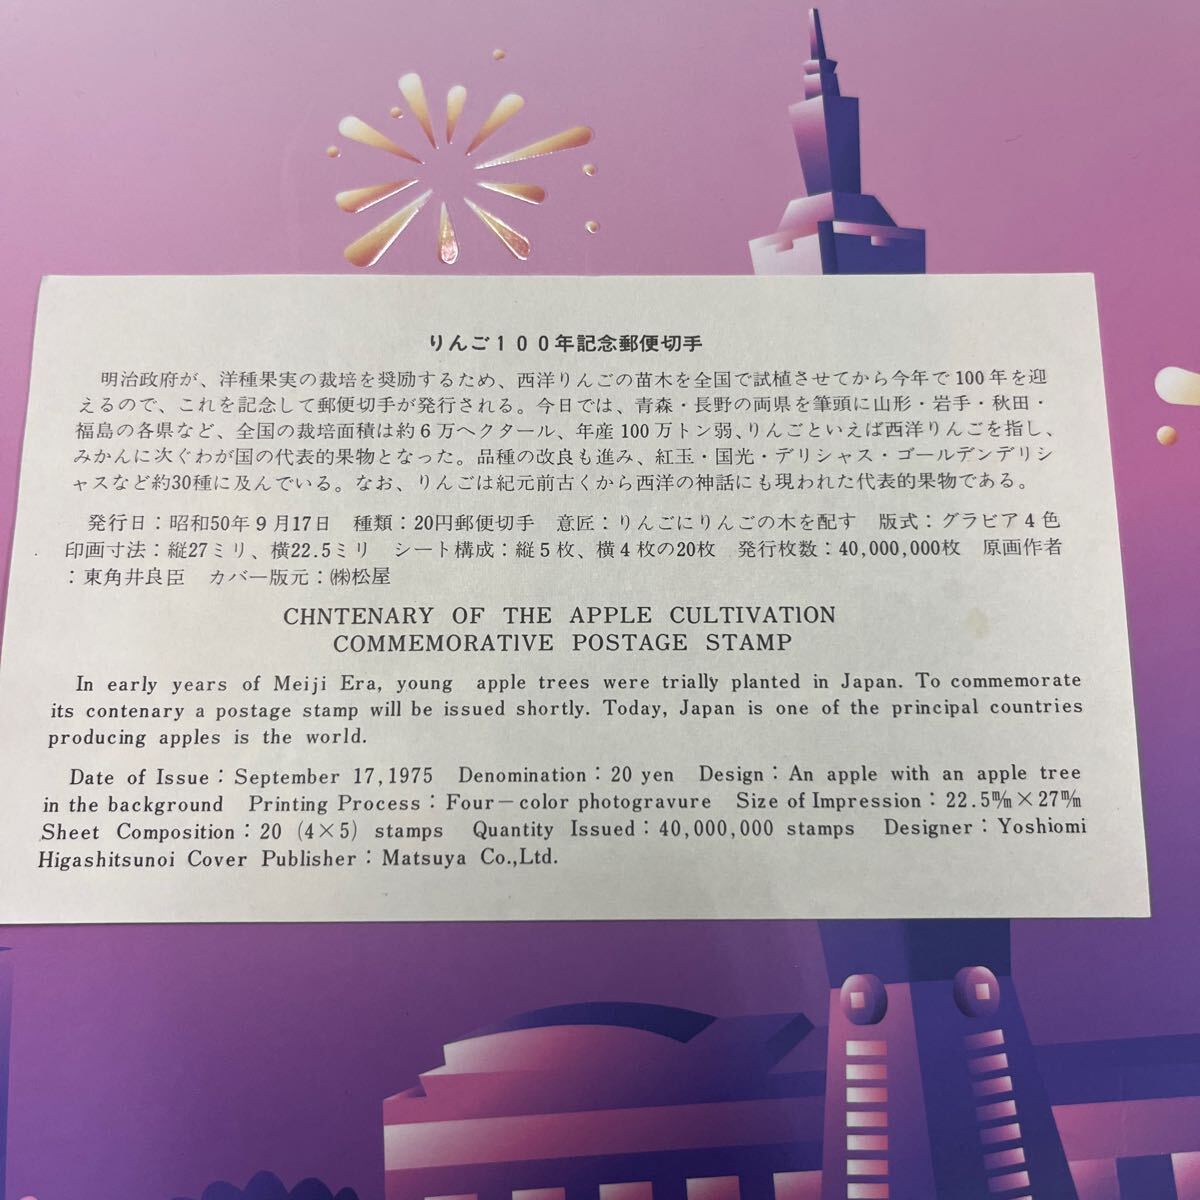 りんご100年記念郵便切手
明治政府が、洋種果実の栽培を奨励するため、西洋りんごの苗木を全国で試植させてから今年で100年を迎
えるので、これを記念して郵便切手が発行される。今日では、青森・長野の両県を筆頭に山形・岩手・秋田・
福島の各県など、全国の栽培面積は約6万ヘクタール、年産100万トン弱、りんごといえば西洋りんごを指し、
みかんに次ぐわが国の代表的果物となった。品種の改良も進み、紅玉・国光・デリシャス・ゴールデンデリシ
ャスなど約30種に及んでいる。なお、りんごは紀元前古くから西洋の神話にも現われた代表的果物である。
発行日：昭和50年9月17日　種類：20円郵便切手　意匠：りんごにりんごの木を配す　版式：グラビア4色
印画寸法：縦27ミリ、横22.5ミリ　シート構成：縦5枚、横4枚の20枚　発行枚数：40,000,000枚　原画作者
：東角井良臣　カバー版元：㈱松屋
CHNTENARY OF THE APPLE CULTIVATION
COMMEMORATIVE POSTAGE STAMP
In early years of Meiji Era, young apple trees were trially planted in Japan. To commemorate
its contenary a postage stamp will be issued shortly. Today, Japan is one of the principal countries
producing apples is the world.
Date of Issue：September 17,1975 Denomination：20 yen Design：An apple with an apple tree
in the background Printing Process：Four－color photogravure Size of Impression：22.5㎜×27㎜
Sheet Composition：20 (4×5) stamps Quantity Issued：40,000,000 stamps Designer：Yoshiomi
Higashitsunoi Cover Publisher：Matsuya Co.,Ltd.